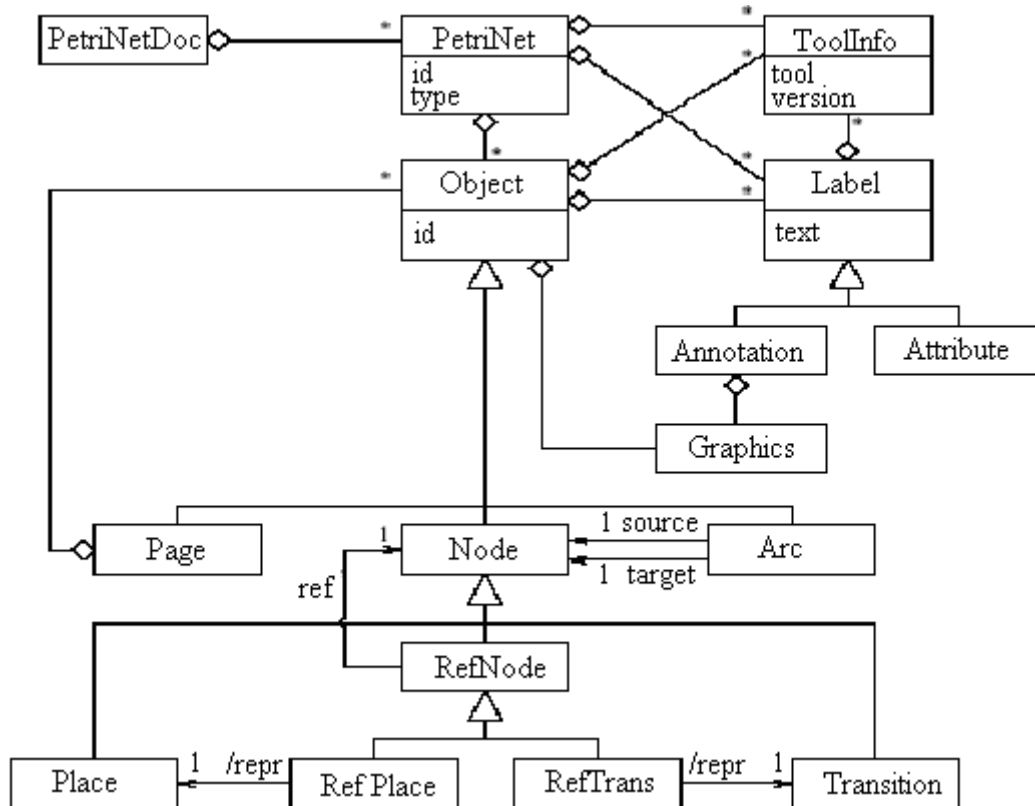 PetriNetDoc
*
PetriNet
id
type
*
ToolInfo
tool
version
*
*
*
*
Object
id
*
*
Label
text
Annotation
Attribute
Graphics
Page
1
Node
1 source
1 target
Arc
ref
RefNode
Place
1
/repr
Ref Place
RefTrans
/repr
1
Transition